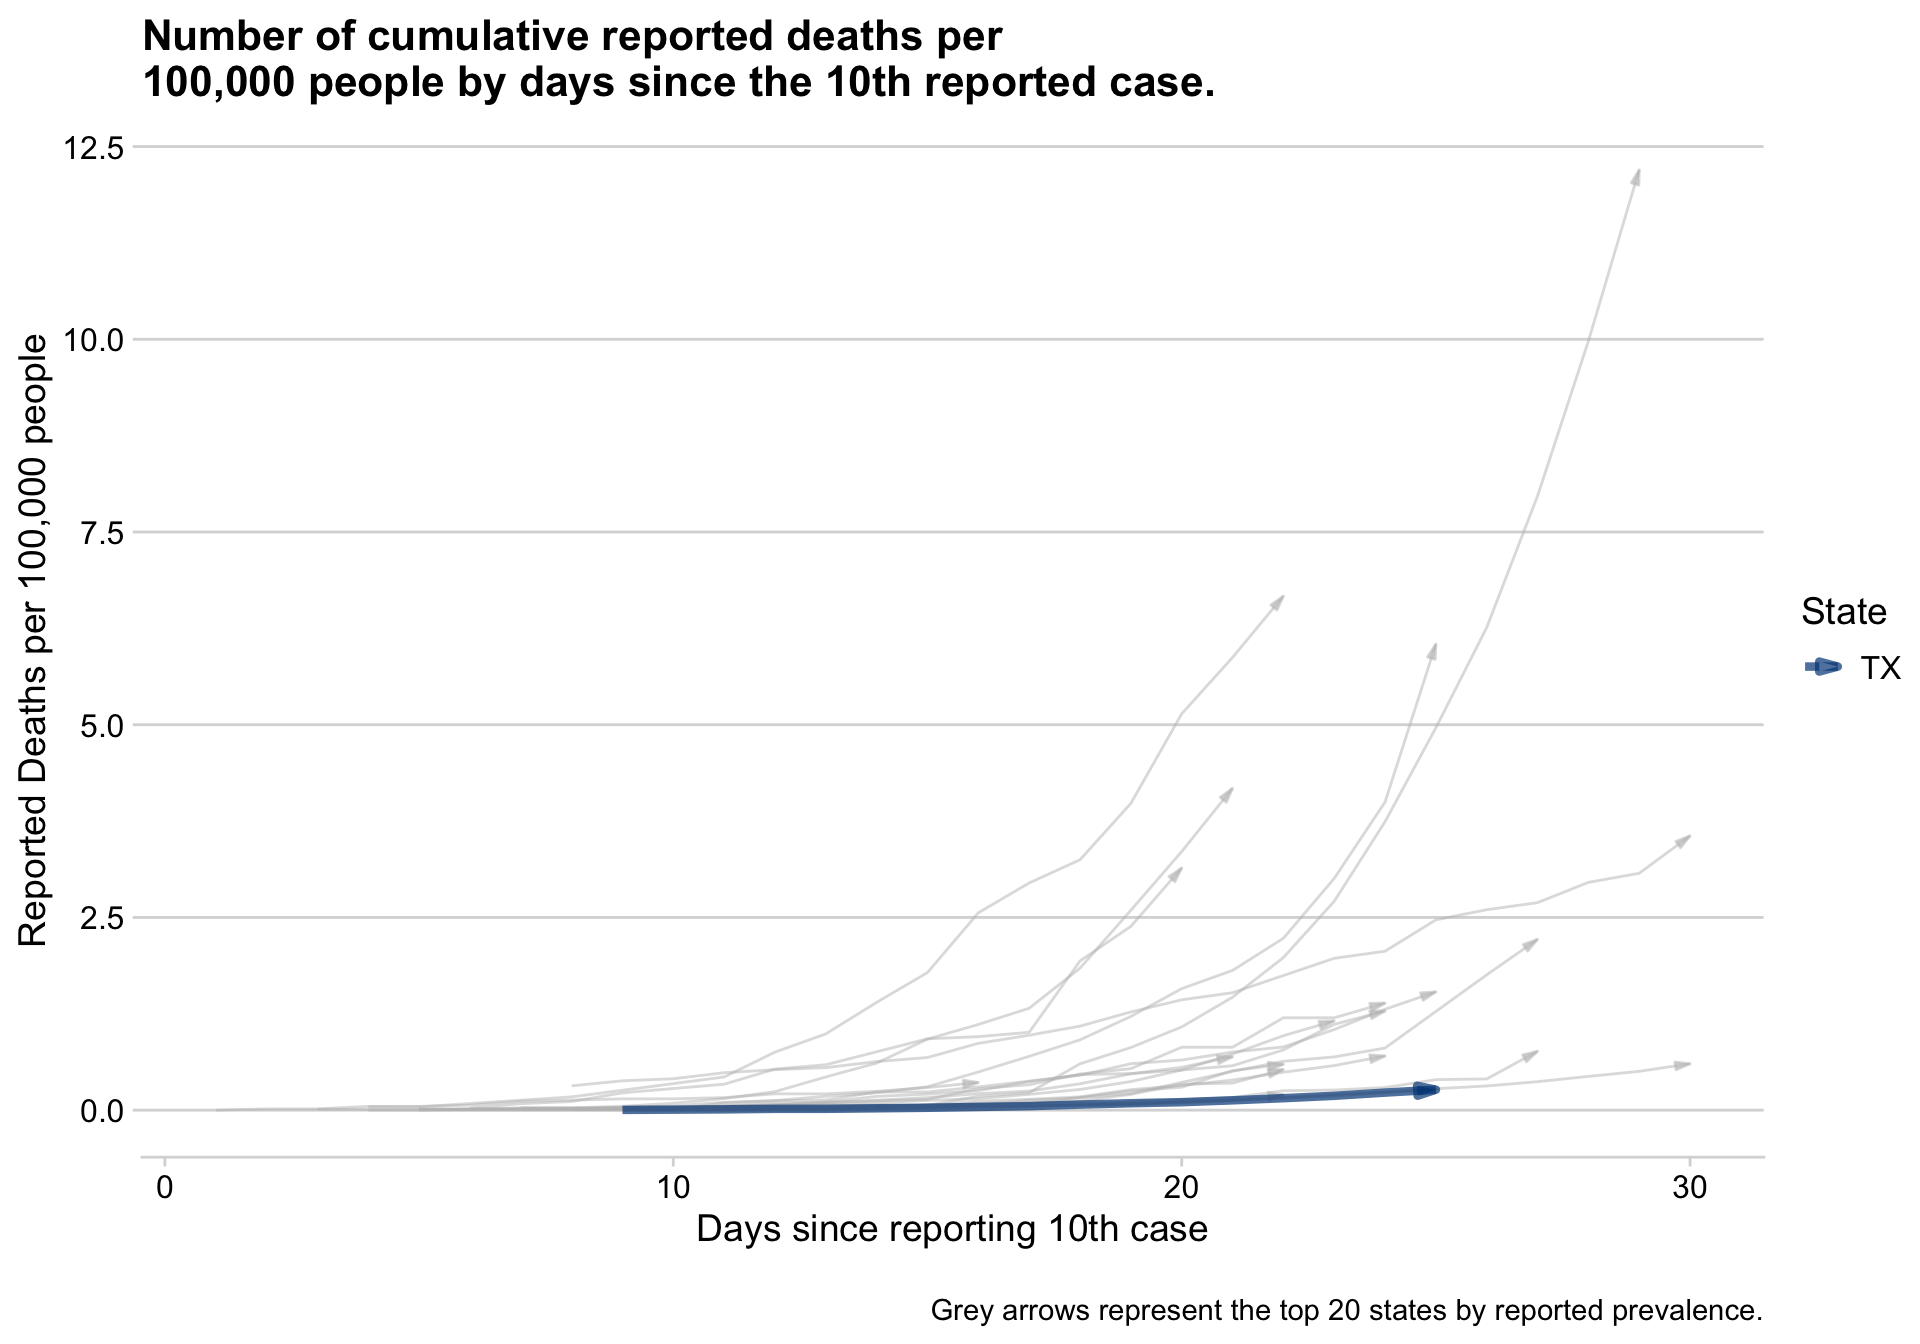 Number of cumulative reported deaths per
100,000 people by days since the 10th reported case.
Reported Deaths per 100,000 people
12.5
10.0
7.5
5.0
2.5
0.0
0
10
20
30
Days since reporting 10th case
State
TX
Grey arrows represent the top 20 states by reported prevalence.